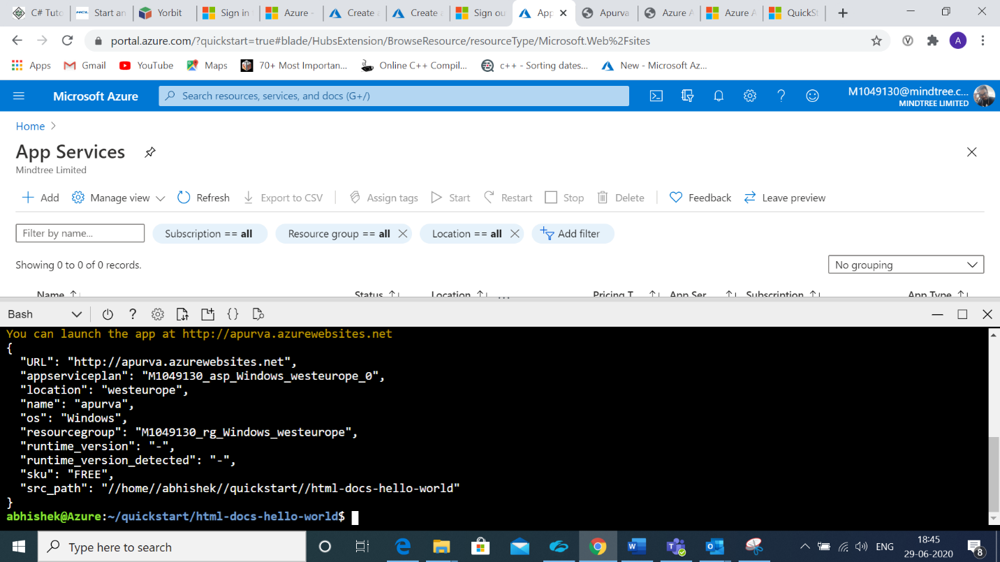 C# Tuto
HCL Start an
Yorbit
Sign in
Azure -
Create a
Create a
Sign ou
App
Apurva
Azure A
Azure A
QuickSt
portal.azure.com/?quickstart=true#blade/HubsExtension/BrowseResource/resourceType/Microsoft.Web%2Fsites
A
Apps
Gmail
YouTube
Maps
70+ Most Importan...
Online C++ Compil...
c++ - Sorting dates...
New - Microsoft Az...
Microsoft Azure
Search resources, services, and docs (G+/)
M1049130@mindtree.c...
MINDTREE LIMITED
Home >
App Services
Mindtree Limited
Add
Manage view
Refresh
Export to CSV
Assign tags
Start
Restart
Stop
Delete
Feedback
Leave preview
Filter by name...
Subscription == all
Resource group == all
Location == all
Add filter
Showing 0 to 0 of 0 records.
No grouping
Name
Status
Location
Pricing T
App Ser
Subscription
App Type
Bash
You can launch the app at http://apurva.azurewebsites.net
{
"URL": "http://apurva.azurewebsites.net",
"appserviceplan": "M1049130_asp_Windows_westeurope_0",
"location": "westeurope",
"name": "apurva",
"os": "Windows",
"resourcegroup": "M1049130_rg_Windows_westeurope",
"runtime_version": "-",
"runtime_version_detected": "-",
"sku": "FREE",
"src_path": "//home//abhishek//quickstart//html-docs-hello-world"
}
abhishek@Azure:~/quickstart/html-docs-hello-world$
Type here to search
ENG
18:45
29-06-2020
8